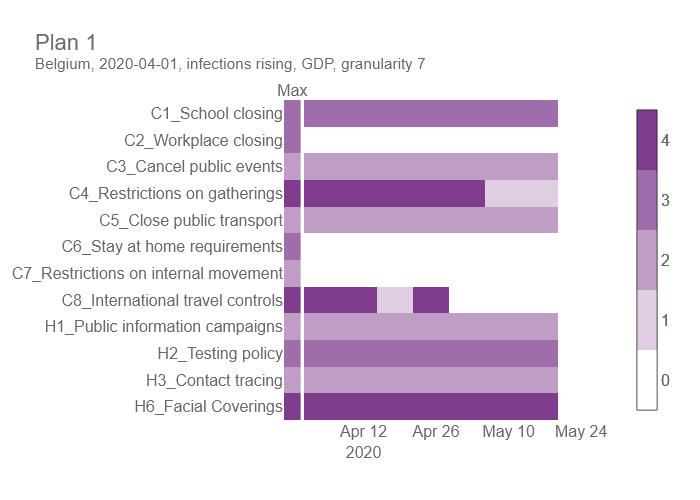 Plan 1
Belgium, 2020-04-01, infections rising, GDP, granularity 7
Max
C1_School closing
C2_Workplace closing
C3_Cancel public events
C4_Restrictions on gatherings
C5_Close public transport
C6_Stay at home requirements
C7_Restrictions on internal movement
C8_International travel controls
H1_Public information campaigns
H2_Testing policy
H3_Contact tracing
H6_Facial Coverings
Apr 12 Apr 26 May 10 May 24
2020
4
3
2
1
0